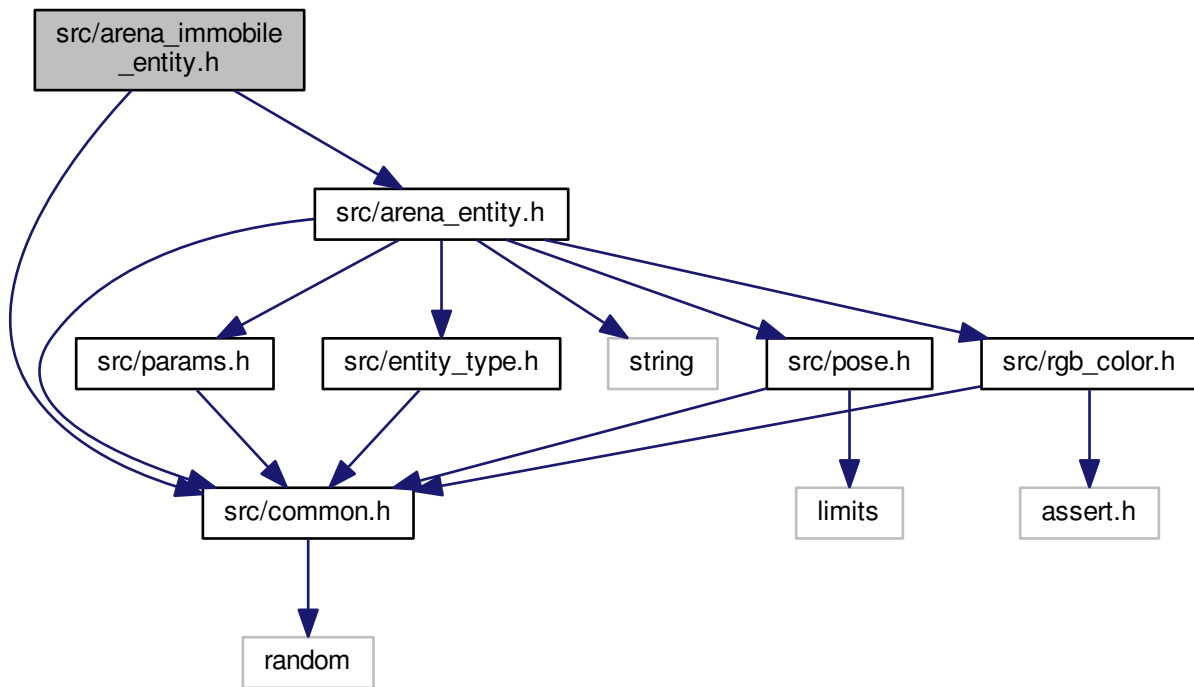 src/arena_immobile
_entity.h
src/arena_entity.h
src/params.h
src/entity_type.h
string
src/pose.h
src/rgb_color.h
src/common.h
limits
assert.h
random